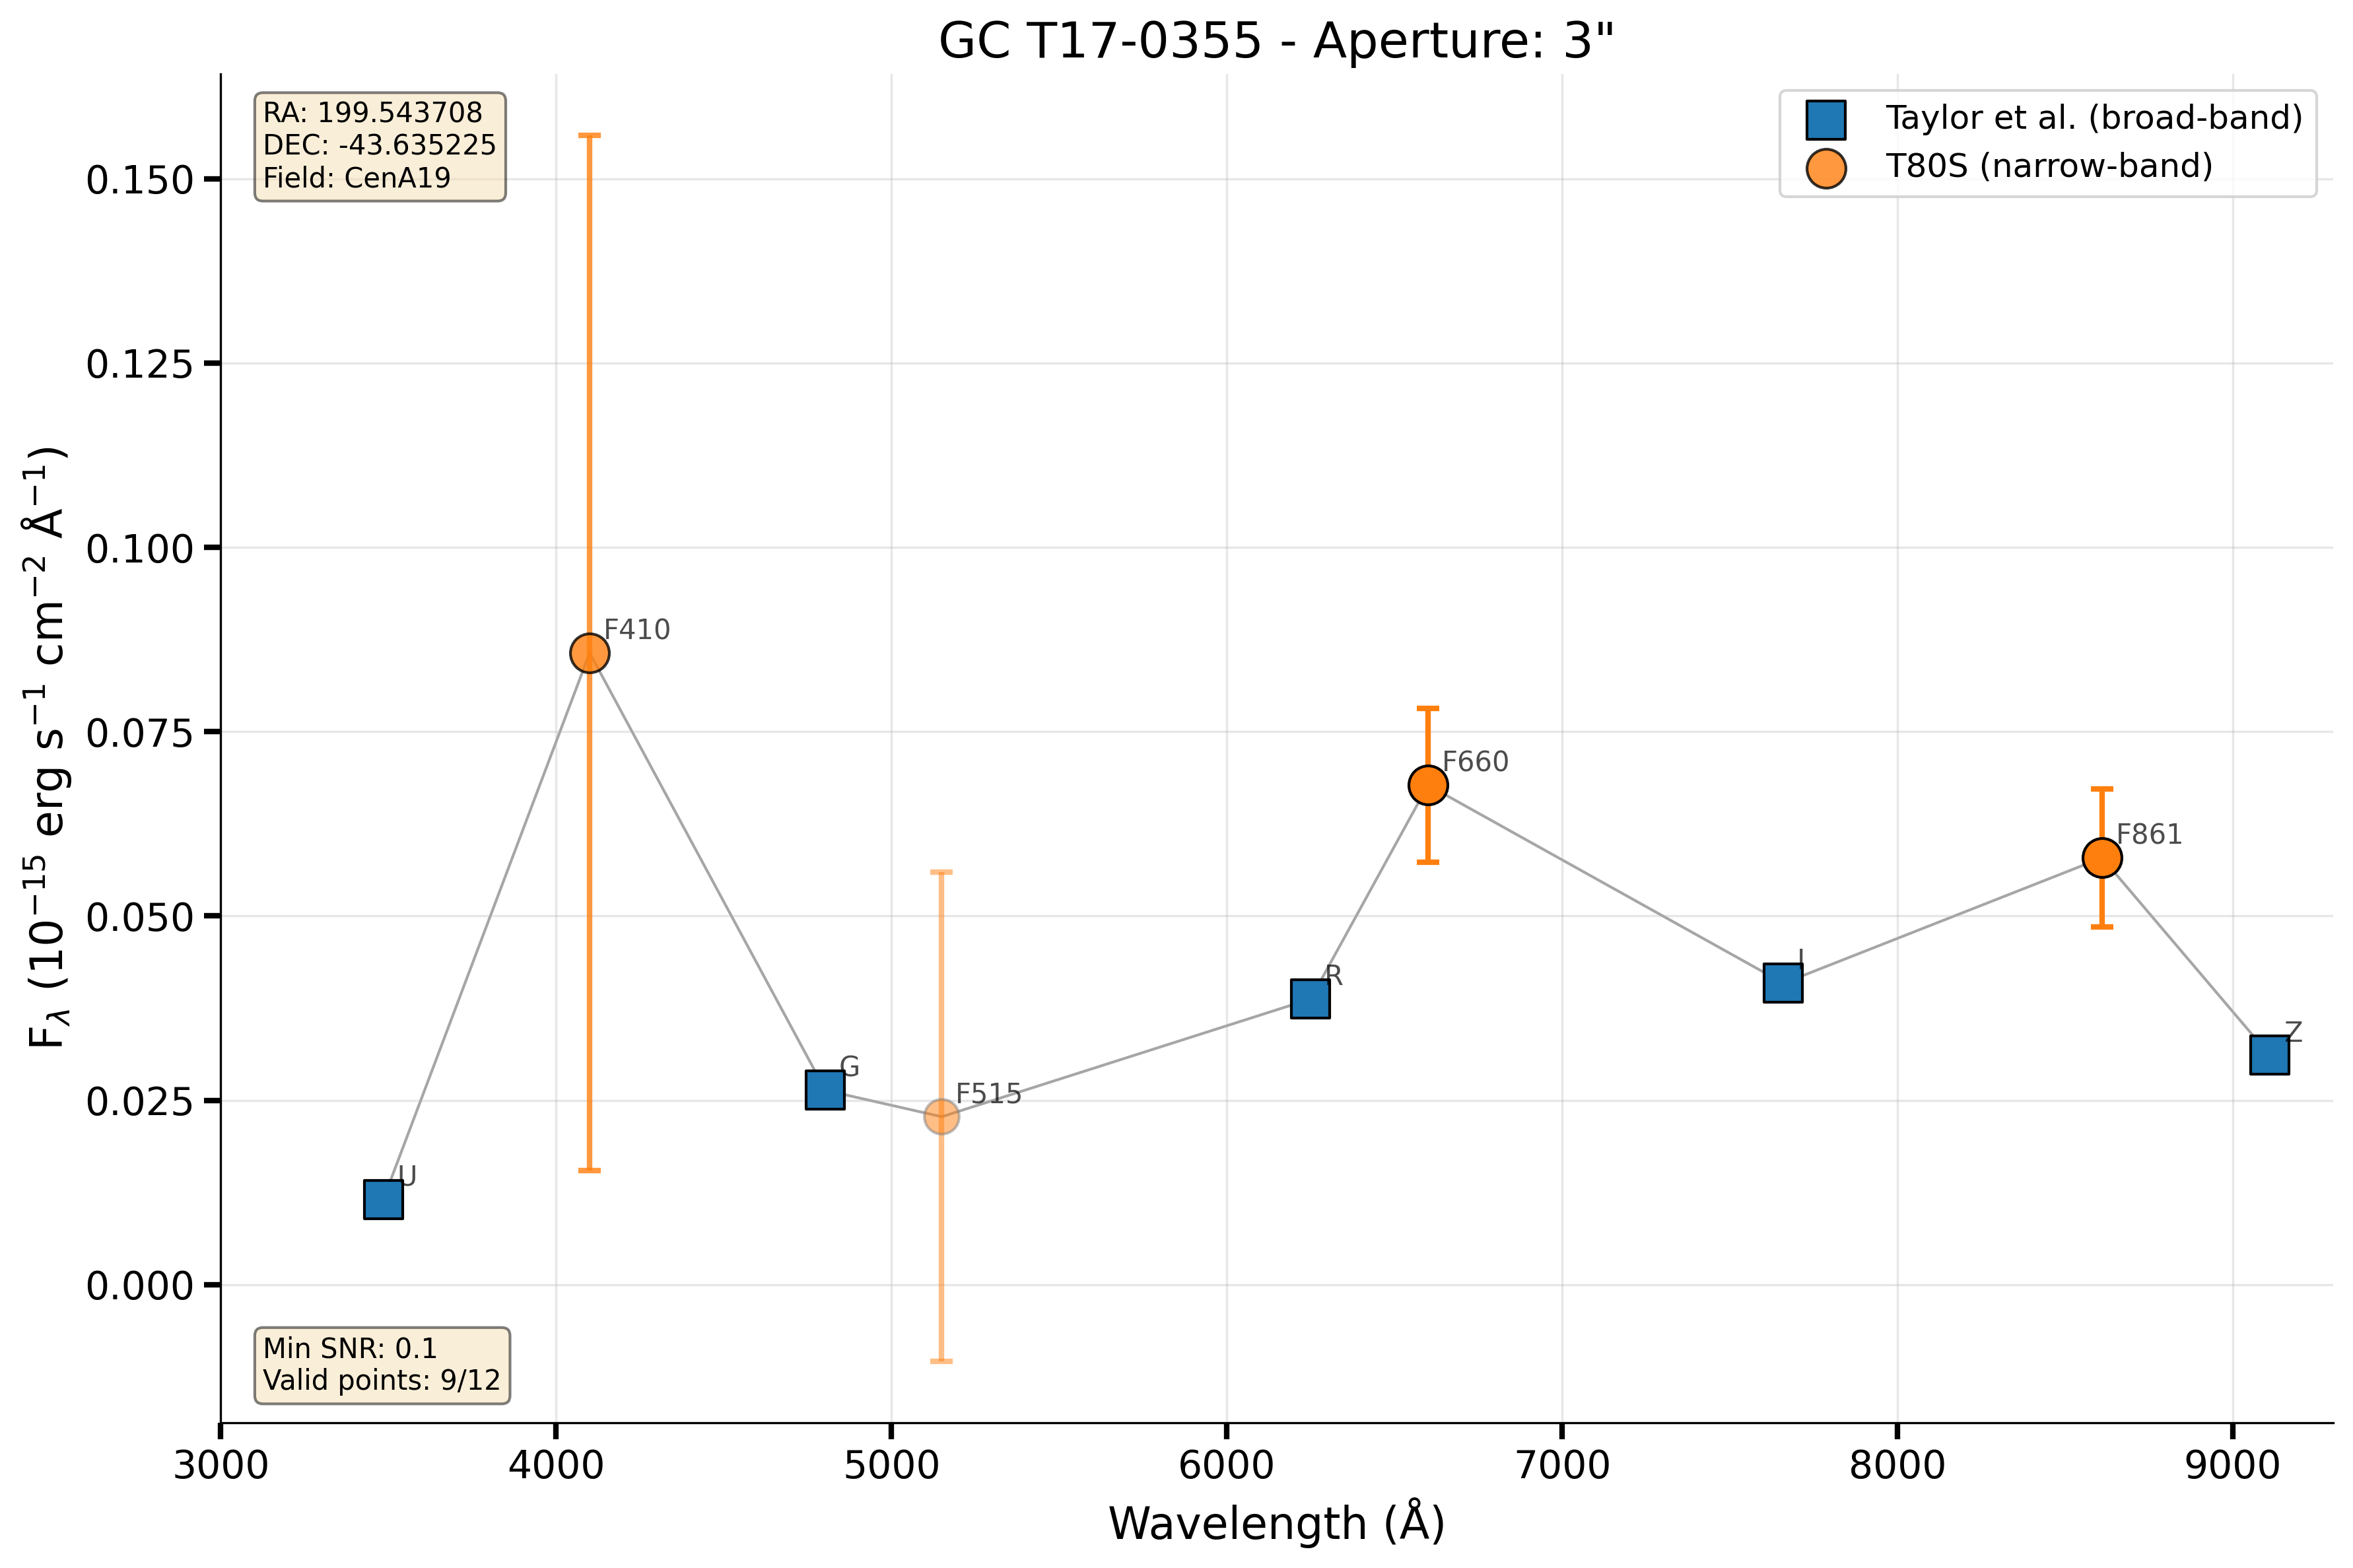 GC T17-0355 - Aperture: 3"
RA: 199.543708
DEC: -43.635225
Field: CenA19
Taylor et al. (broad-band)
T80S (narrow-band)
F_λ (10⁻¹⁵ erg s⁻¹ cm⁻² Å⁻¹)
0.150
0.125
0.100
0.075
0.050
0.025
0.000
U
F410
G
F515
R
F660
I
F861
Z
Min SNR: 0.1
Valid points: 9/12
3000 4000 5000 6000 7000 8000 9000
Wavelength (Å)